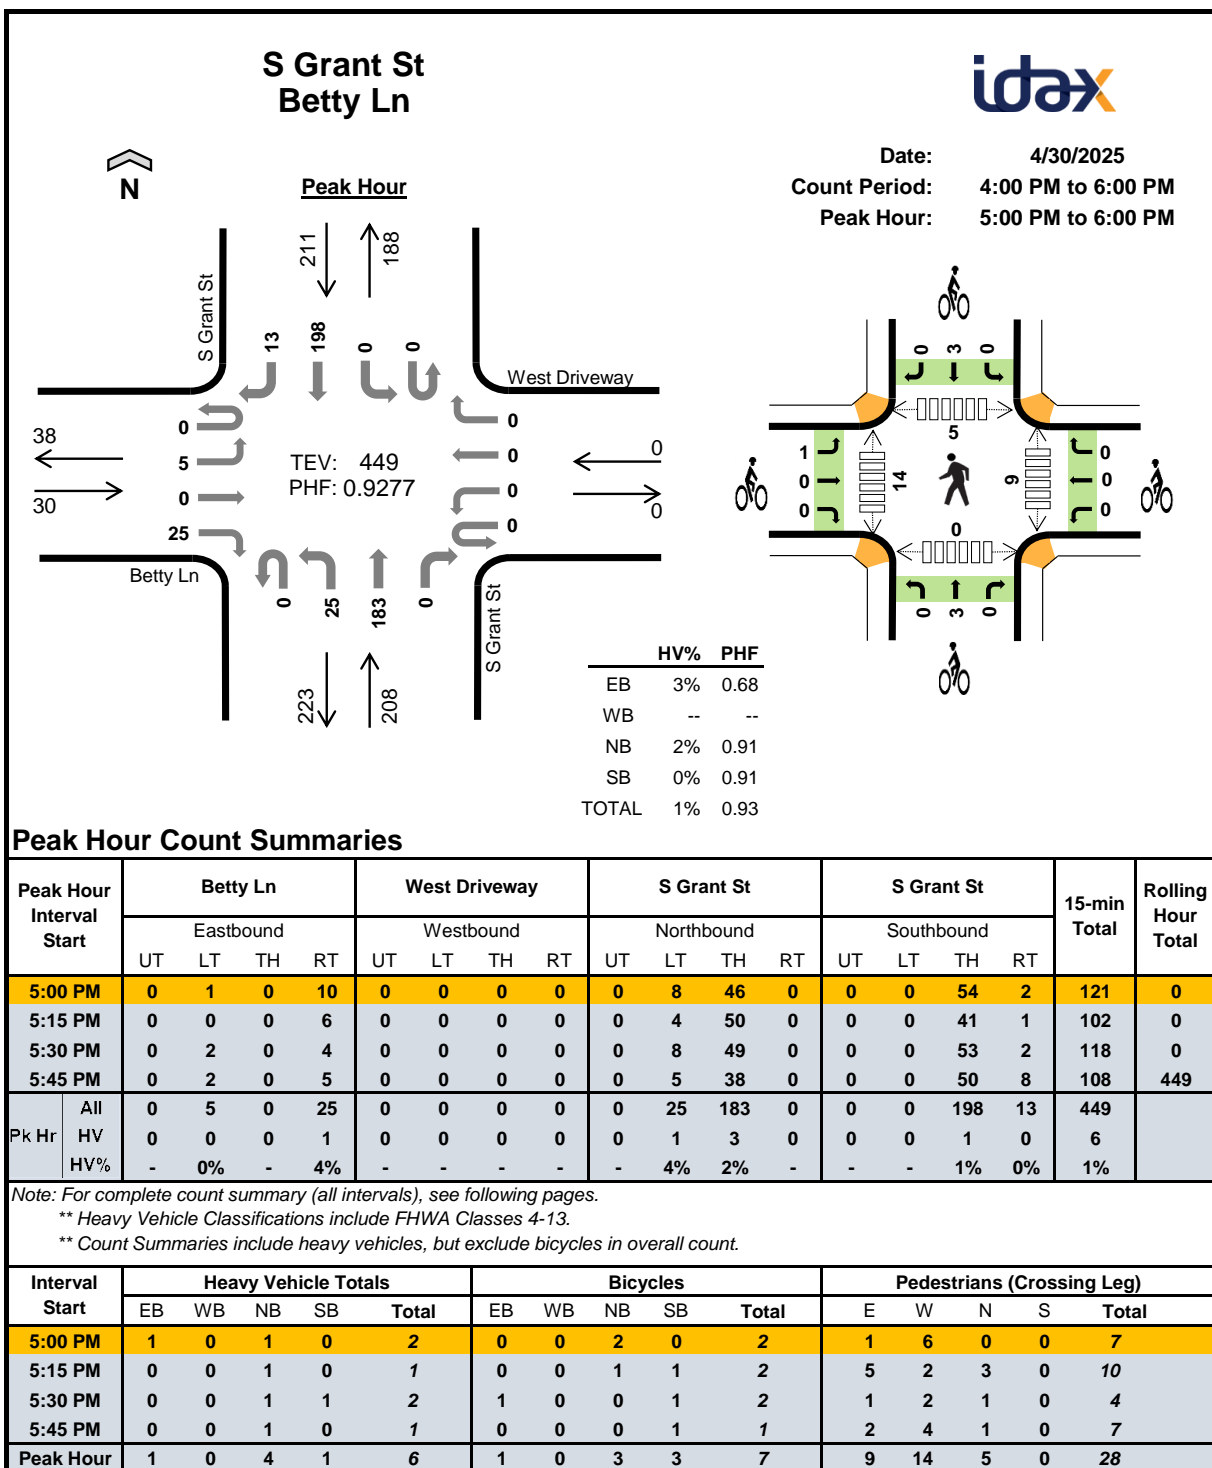 S Grant St
Betty Ln
idax
N
Peak Hour
Date: 4/30/2025
Count Period: 4:00 PM to 6:00 PM
Peak Hour: 5:00 PM to 6:00 PM
211
188
S Grant St
13
198
0
0
West Driveway
0
5
0
25
38
30
TEV: 449
PHF: 0.9277
0
0
0
0
0
0
Betty Ln
0
25
183
0
S Grant St
223
208
0
3
0
5
1
0
0
14
9
0
0
0
0
0
3
0
HV% PHF
EB 3% 0.68
WB -- --
NB 2% 0.91
SB 0% 0.91
TOTAL 1% 0.93
Peak Hour Count Summaries
Peak Hour Interval Start Betty Ln West Driveway S Grant St S Grant St 15-min Total Rolling Hour Total
Eastbound Westbound Northbound Southbound
UT LT TH RT UT LT TH RT UT LT TH RT UT LT TH RT
5:00 PM 0 1 0 10 0 0 0 0 0 8 46 0 0 0 54 2 121 0
5:15 PM 0 0 0 6 0 0 0 0 0 4 50 0 0 0 41 1 102 0
5:30 PM 0 2 0 4 0 0 0 0 0 8 49 0 0 0 53 2 118 0
5:45 PM 0 2 0 5 0 0 0 0 0 5 38 0 0 0 50 8 108 449
Pk Hr All 0 5 0 25 0 0 0 0 0 25 183 0 0 0 198 13 449
HV 0 0 0 1 0 0 0 0 0 1 3 0 0 0 1 0 6
HV% - 0% - 4% - - - - - 4% 2% - - - 1% 0% 1%
Note: For complete count summary (all intervals), see following pages.
** Heavy Vehicle Classifications include FHWA Classes 4-13.
** Count Summaries include heavy vehicles, but exclude bicycles in overall count.
Interval Start Heavy Vehicle Totals Bicycles Pedestrians (Crossing Leg)
EB WB NB SB Total EB WB NB SB Total E W N S Total
5:00 PM 1 0 1 0 2 0 0 2 0 2 1 6 0 0 7
5:15 PM 0 0 1 0 1 0 0 1 1 2 5 2 3 0 10
5:30 PM 0 0 1 1 2 1 0 0 1 2 1 2 1 0 4
5:45 PM 0 0 1 0 1 0 0 0 1 1 2 4 1 0 7
Peak Hour 1 0 4 1 6 1 0 3 3 7 9 14 5 0 28